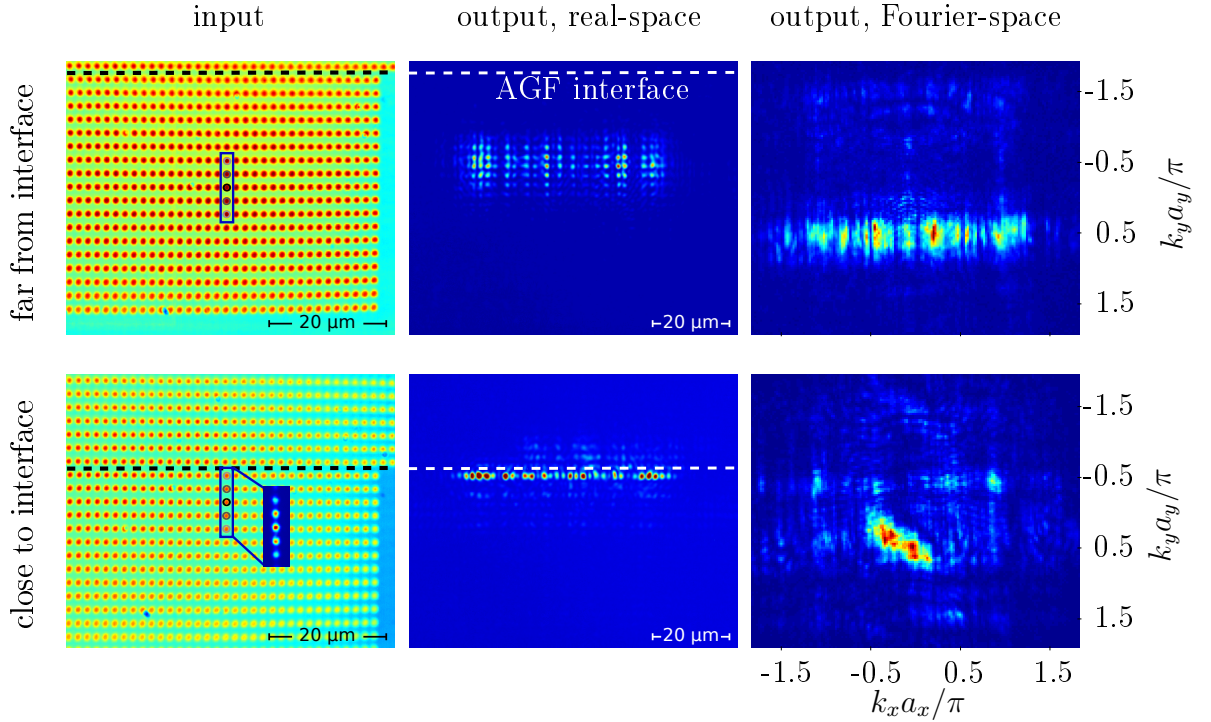 input
output, real-space
output, Fourier-space
far from interface
AGF interface
20 µm
20 µm
-1.5
-0.5
0.5
1.5
k_y a_y/π
close to interface
20 µm
20 µm
-1.5
-0.5
0.5
1.5
k_y a_y/π
-1.5
-0.5
0.5
1.5
k_x a_x/π